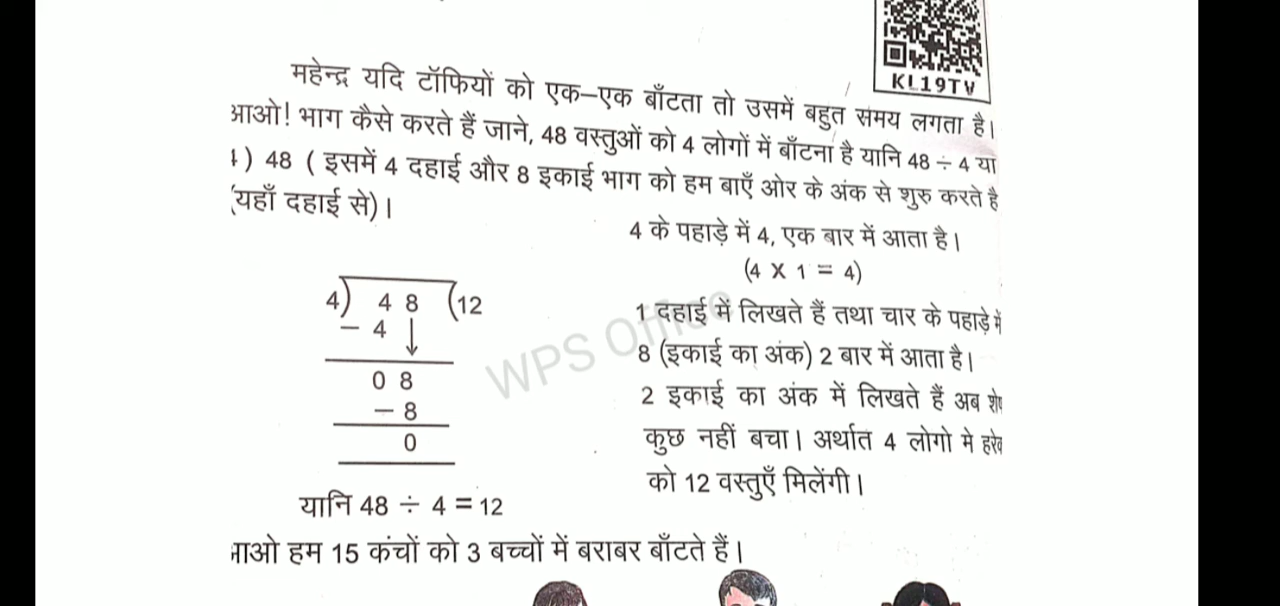 KL19TV
महेन्द्र यदि टॉफियों को एक–एक बाँटता तो उसमें बहुत समय लगता है।
आओ! भाग कैसे करते हैं जाने, 48 वस्तुओं को 4 लोगों में बाँटना है यानि 48 ÷ 4 या
4) 48 ( इसमें 4 दहाई और 8 इकाई भाग को हम बाएँ ओर के अंक से शुरु करते है
(यहाँ दहाई से)।
4 के पहाड़े में 4, एक बार में आता है।
(4 X 1 = 4)
4) 4 8 (12
– 4 ↓
0 8
– 8
0
यानि 48 ÷ 4 = 12
1 दहाई में लिखते हैं तथा चार के पहाड़े में
8 (इकाई का अंक) 2 बार में आता है।
2 इकाई का अंक में लिखते हैं अब
कुछ नहीं बचा। अर्थात 4 लोगो मे
को 12 वस्तुएँ मिलेंगी।
WPS Office
हम 15 कंचों को 3 बच्चों में बराबर बाँटते हैं।